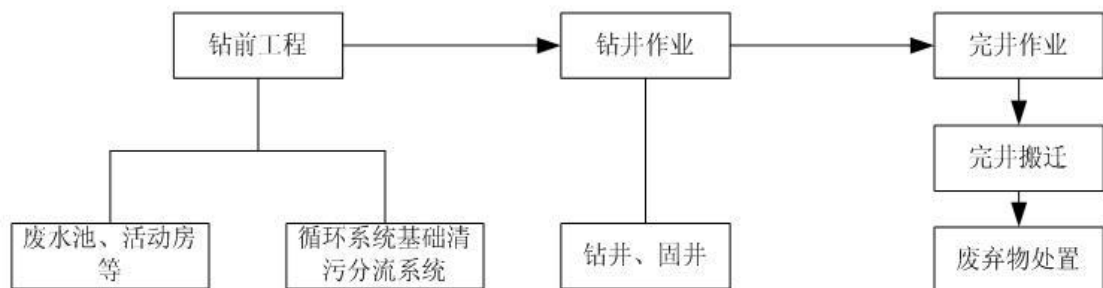 钻前工程
钻井作业
完井作业
完井搬迁
废水池、活动房
等
循环系统基础清
污分流系统
钻井、固井
废弃物处置